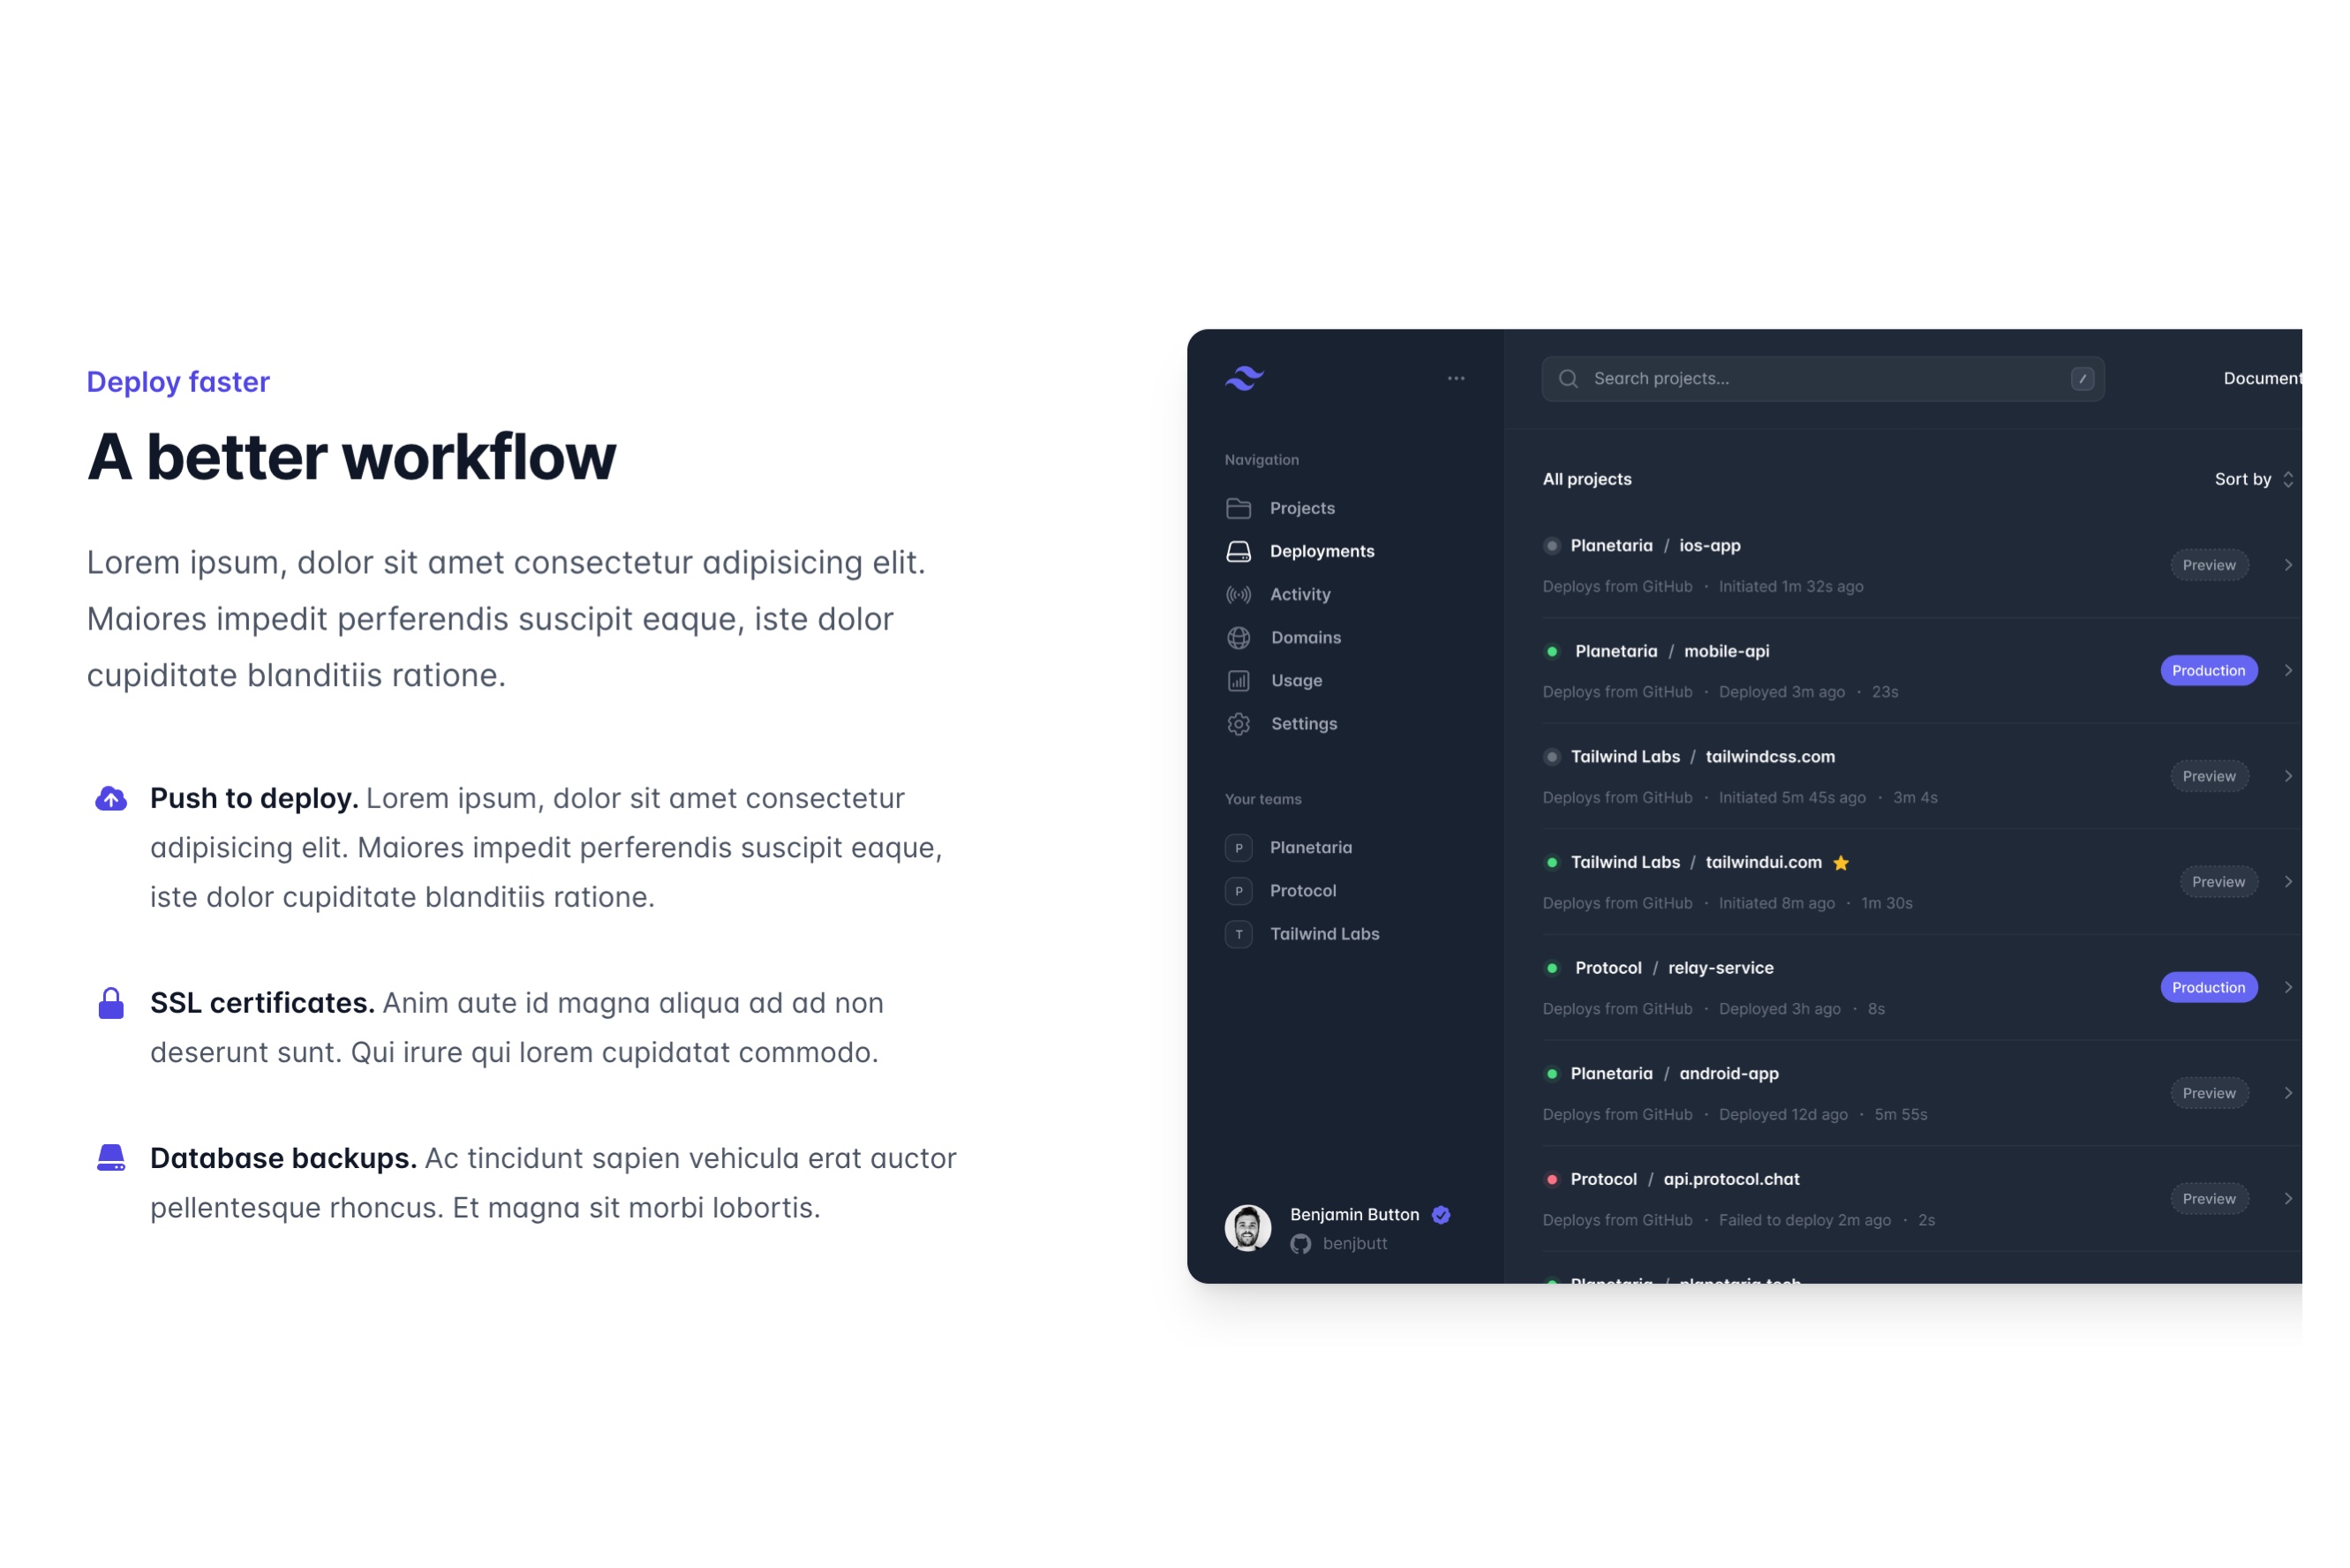 Deploy faster
A better workflow
Lorem ipsum, dolor sit amet consectetur adipisicing elit.
Maiores impedit perferendis suscipit eaque, iste dolor
cupiditate blanditiis ratione.
Push to deploy. Lorem ipsum, dolor sit amet consectetur
adipisicing elit. Maiores impedit perferendis suscipit eaque,
iste dolor cupiditate blanditiis ratione.
SSL certificates. Anim aute id magna aliqua ad ad non
deserunt sunt. Qui irure qui lorem cupidatat commodo.
Database backups. Ac tincidunt sapien vehicula erat auctor
pellentesque rhoncus. Et magna sit morbi lobortis.
Navigation
Projects
Deployments
Activity
Domains
Usage
Settings
Your teams
P Planetaria
P Protocol
T Tailwind Labs
Benjamin Button
benjbutt
Search projects... /
Document
All projects
Sort by
Planetaria / ios-app
Deploys from GitHub · Initiated 1m 32s ago
Preview
Planetaria / mobile-api
Deploys from GitHub · Deployed 3m ago · 23s
Production
Tailwind Labs / tailwindcss.com
Deploys from GitHub · Initiated 5m 45s ago · 3m 4s
Preview
Tailwind Labs / tailwindui.com
Deploys from GitHub · Initiated 8m ago · 1m 30s
Preview
Protocol / relay-service
Deploys from GitHub · Deployed 3h ago · 8s
Production
Planetaria / android-app
Deploys from GitHub · Deployed 12d ago · 5m 55s
Preview
Protocol / api.protocol.chat
Deploys from GitHub · Failed to deploy 2m ago · 2s
Preview
Planetaria / planetaria.tech